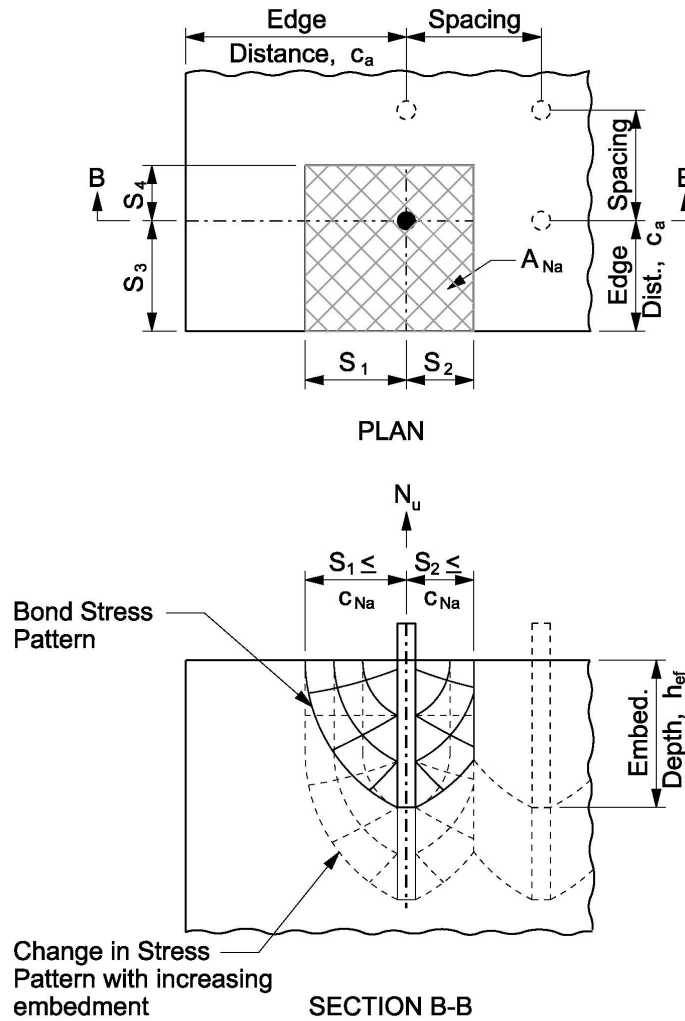 Edge
Distance, ca
Spacing
B
B
S4
S3
Spacing
Edge
Dist., ca
ANa
S1
S2
PLAN
Nu
S1 ≤
cNa
S2 ≤
cNa
Bond Stress
Pattern
Embed.
Depth, hef
Change in Stress
Pattern with increasing
embedment
SECTION B-B